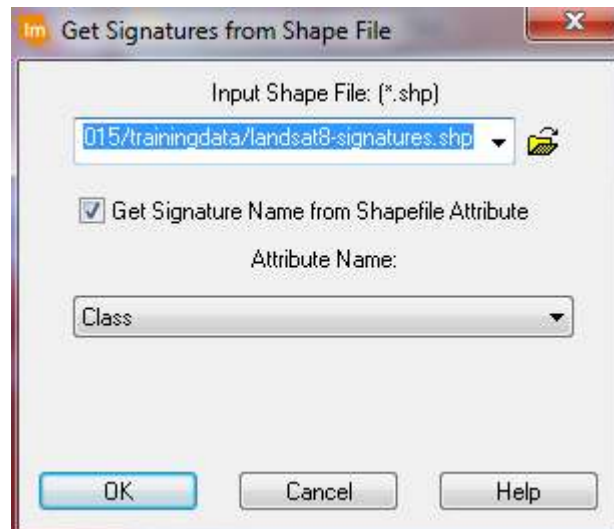 Im Get Signatures from Shape File X
Input Shape File: (*.shp)
015/trainingdata/landsat8-signatures.shp
Get Signature Name from Shapefile Attribute
Attribute Name:
Class
OK Cancel Help